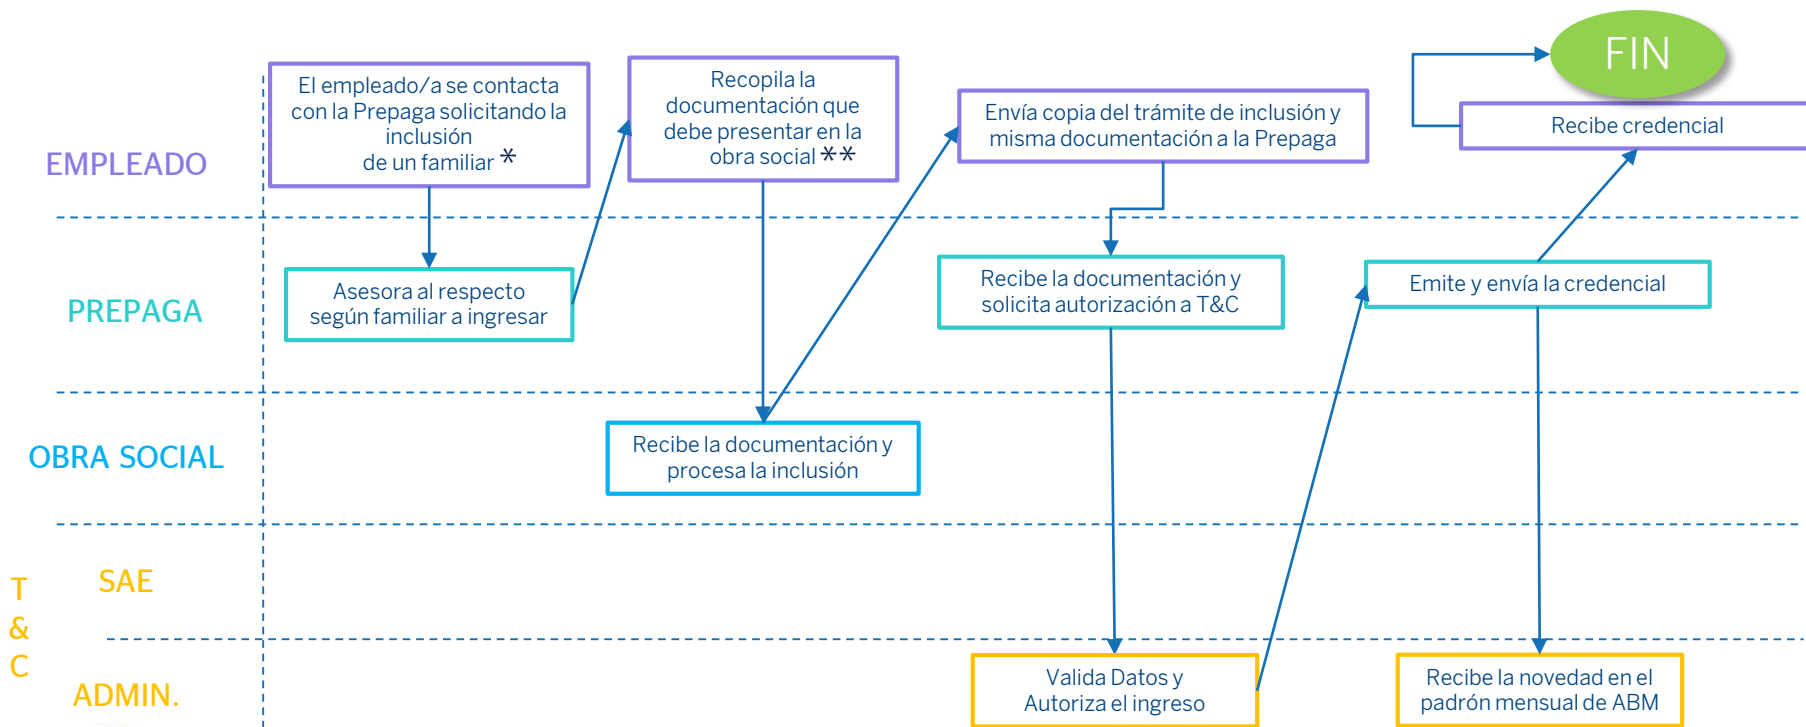 FIN
El empleado/a se contacta
con la Prepaga solicitando la
inclusión
de un familiar *
Recopila la
documentación que
debe presentar en la
obra social **
Envía copia del trámite de inclusión y
misma documentación a la Prepaga
Recibe credencial
EMPLEADO
PREPAGA
Asesora al respecto
según familiar a ingresar
Recibe la documentación y
solicita autorización a T&C
Emite y envía la credencial
OBRA SOCIAL
Recibe la documentación y
procesa la inclusión
T
&
C
SAE
ADMIN.
Valida Datos y
Autoriza el ingreso
Recibe la novedad en el
padrón mensual de ABM